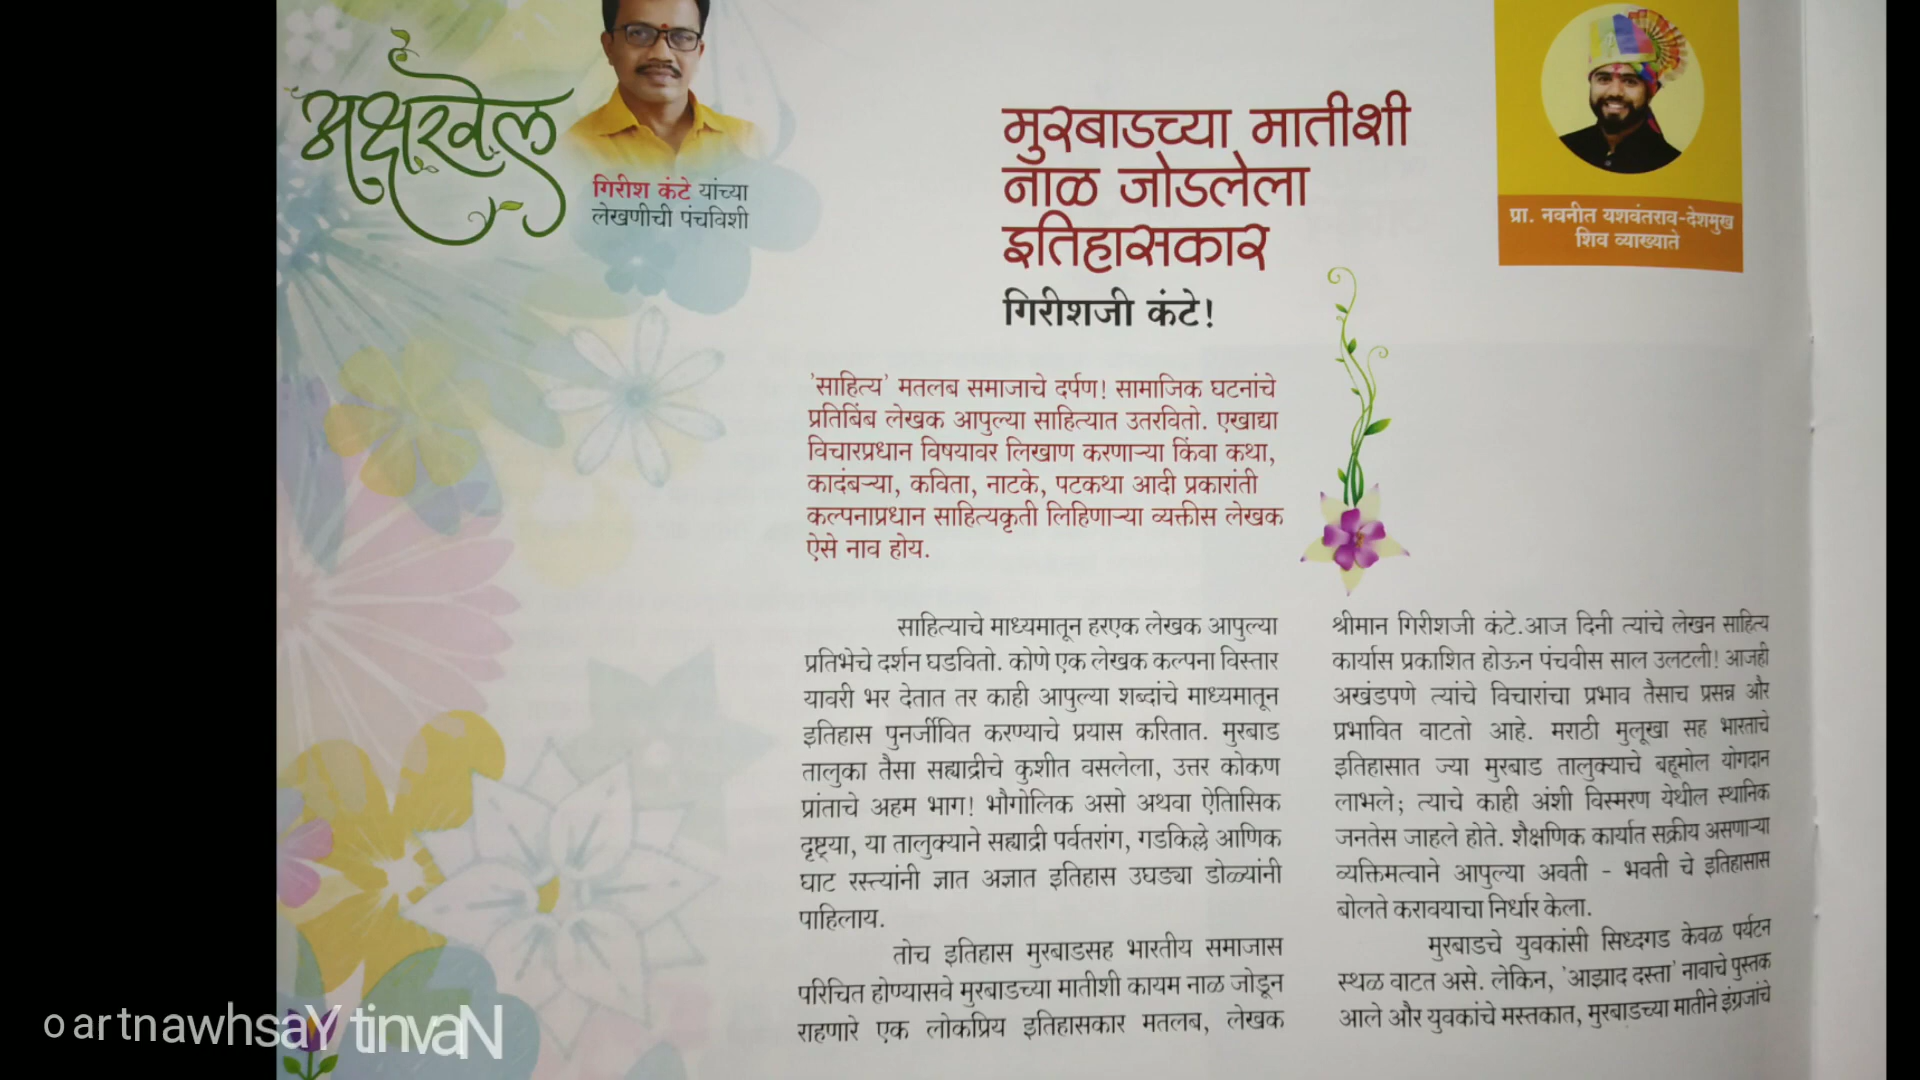 अक्षरवेल
गिरीश कंटे यांच्या
लेखणीची पंचविशी
मुरबाडच्या मातीशी
नाळ जोडलेला
इतिहासकार
गिरीशजी कंटे!
प्रा. नवनीत यशवंतराव-देशमुख
शिव व्याख्याते
'साहित्य' मतलब समाजाचे दर्पण! सामाजिक घटनांचे
प्रतिबिंब लेखक आपुल्या साहित्यात उतरवितो. एखाद्या
विचारप्रधान विषयावर लिखाण करणाऱ्या किंवा कथा,
कादंबऱ्या, कविता, नाटके, पटकथा आदी प्रकारांती
कल्पनाप्रधान साहित्यकृती लिहिणाऱ्या व्यक्तीस लेखक
ऐसे नाव होय.
साहित्याचे माध्यमातून हरएक लेखक आपुल्या
प्रतिभेचे दर्शन घडवितो. कोणे एक लेखक कल्पना विस्तार
यावरी भर देतात तर काही आपुल्या शब्दांचे माध्यमातून
इतिहास पुनर्जीवित करण्याचे प्रयास करितात. मुरबाड
तालुका तैसा सह्याद्रीचे कुशीत वसलेला, उत्तर कोकण
प्रांताचे अहम भाग! भौगोलिक असो अथवा ऐतिासिक
दृष्ट्या, या तालुक्याने सह्याद्री पर्वतरांग, गडकिल्ले आणिक
घाट रस्त्यांनी ज्ञात अज्ञात इतिहास उघड्या डोळ्यांनी
पाहिलाय.
तोच इतिहास मुरबाडसह भारतीय समाजास
परिचित होण्यासवे मुरबाडच्या मातीशी कायम नाळ जोडून
राहणारे एक लोकप्रिय इतिहासकार मतलब, लेखक
श्रीमान गिरीशजी कंटे.आज दिनी त्यांचे लेखन साहित्य
कार्यास प्रकाशित होऊन पंचवीस साल उलटली! आजही
अखंडपणे त्यांचे विचारांचा प्रभाव तैसाच प्रसन्न और
प्रभावित वाटतो आहे. मराठी मुलूखा सह भारताचे
इतिहासात ज्या मुरबाड तालुक्याचे बहूमोल योगदान
लाभले; त्याचे काही अंशी विस्मरण येथील स्थानिक
जनतेस जाहले होते. शैक्षणिक कार्यात सक्रीय असणाऱ्या
व्यक्तिमत्वाने आपुल्या अवती - भवती चे इतिहासास
बोलते करावयाचा निर्धार केला.
मुरबाडचे युवकांसी सिध्दगड केवळ पर्यटन
स्थळ वाटत असे. लेकिन, 'आझाद दस्ता' नावाचे पुस्तक
आले और युवकांचे मस्तकात, मुरबाडच्या मातीने इंग्रजांचे
o artnawhsaY tinvaN